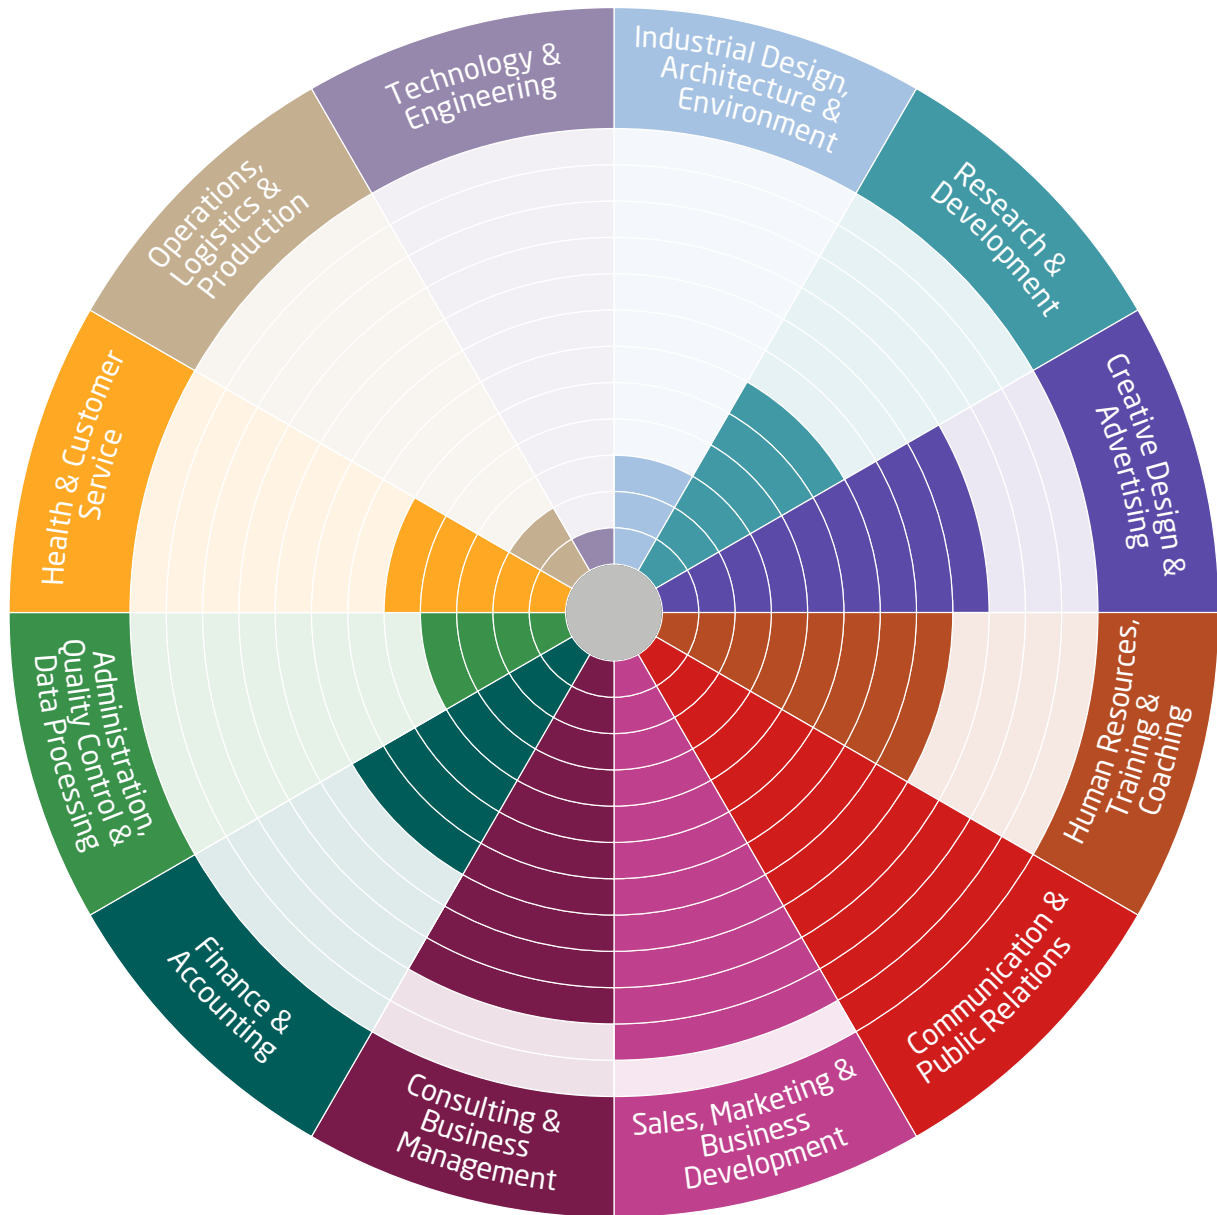 Industrial Design,
Architecture &
Environment
Research &
Development
Creative Design &
Advertising
Human Resources,
Training &
Coaching
Communication &
Public Relations
Sales, Marketing &
Business
Development
Consulting &
Business
Management
Finance &
Accounting
Administration,
Quality Control &
Data Processing
Health & Customer
Service
Operations,
Logistics &
Production
Technology &
Engineering